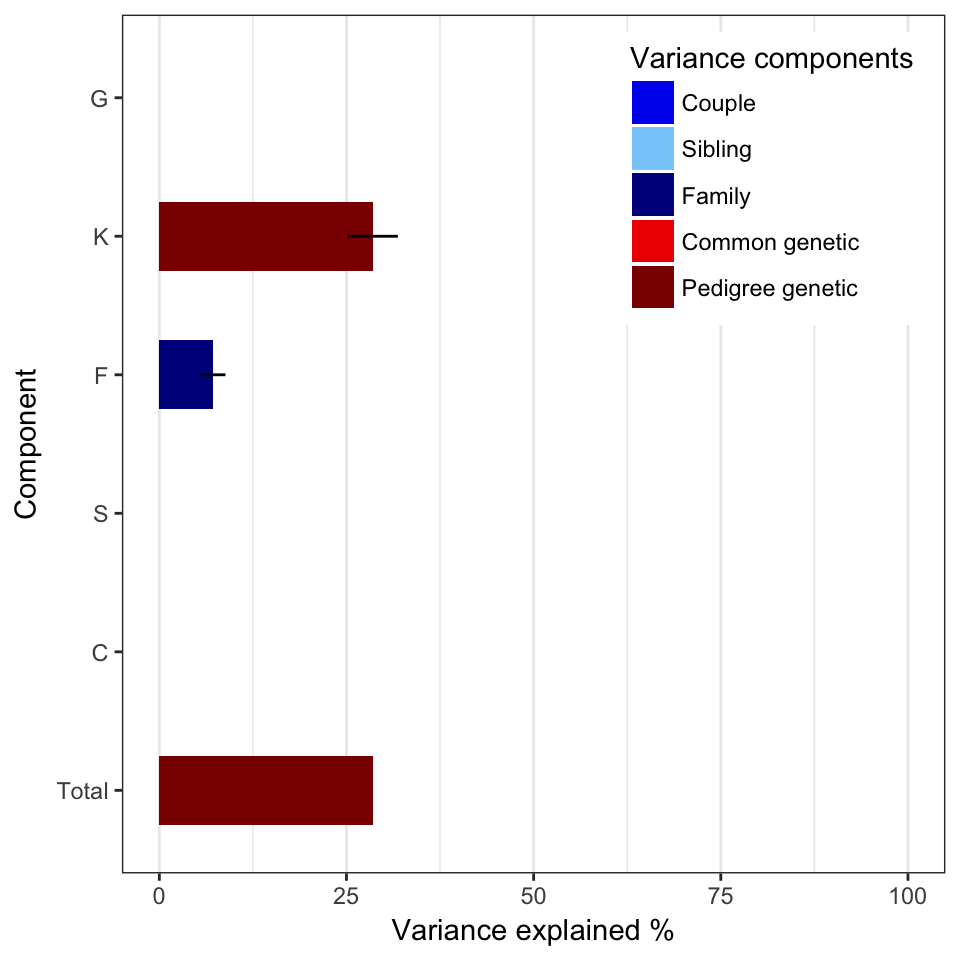 Variance components
Couple
Sibling
Family
Common genetic
Pedigree genetic
Component
G
K
F
S
C
Total
0 25 50 75 100
Variance explained %